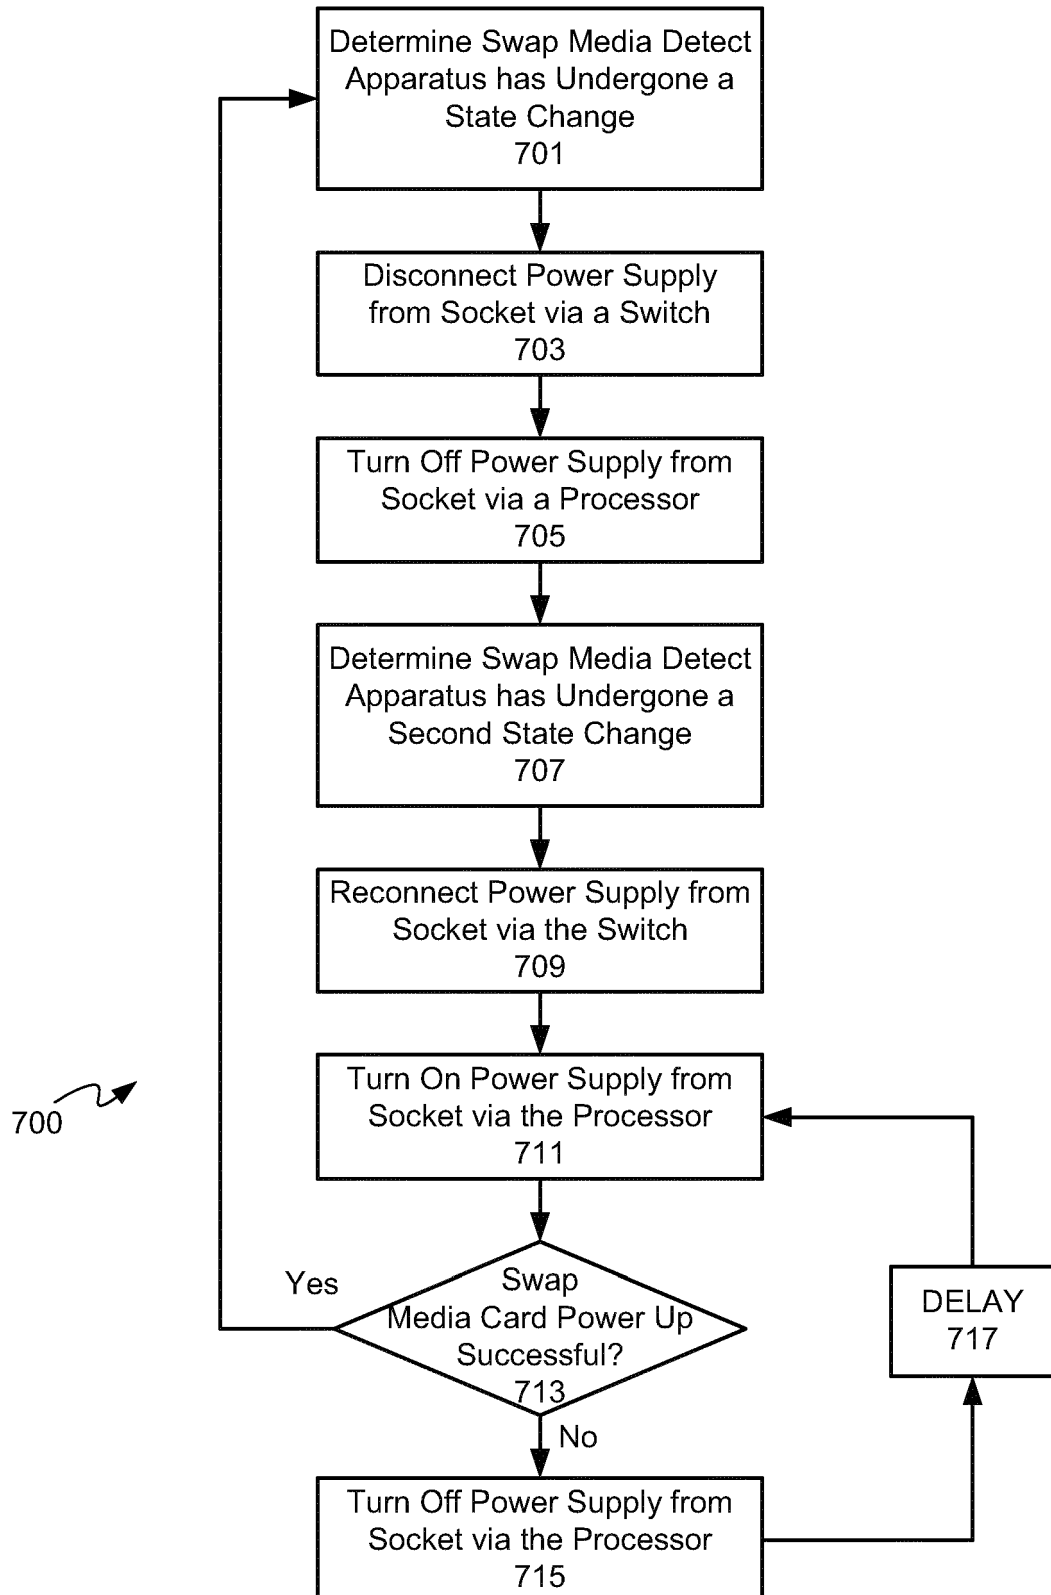 Determine Swap Media Detect
Apparatus has Undergone a
State Change
701
Disconnect Power Supply
from Socket via a Switch
703
Turn Off Power Supply from
Socket via a Processor
705
Determine Swap Media Detect
Apparatus has Undergone a
Second State Change
707
Reconnect Power Supply from
Socket via the Switch
709
Turn On Power Supply from
Socket via the Processor
711
700
Yes
Swap
Media Card Power Up
Successful?
713
DELAY
717
No
Turn Off Power Supply from
Socket via the Processor
715